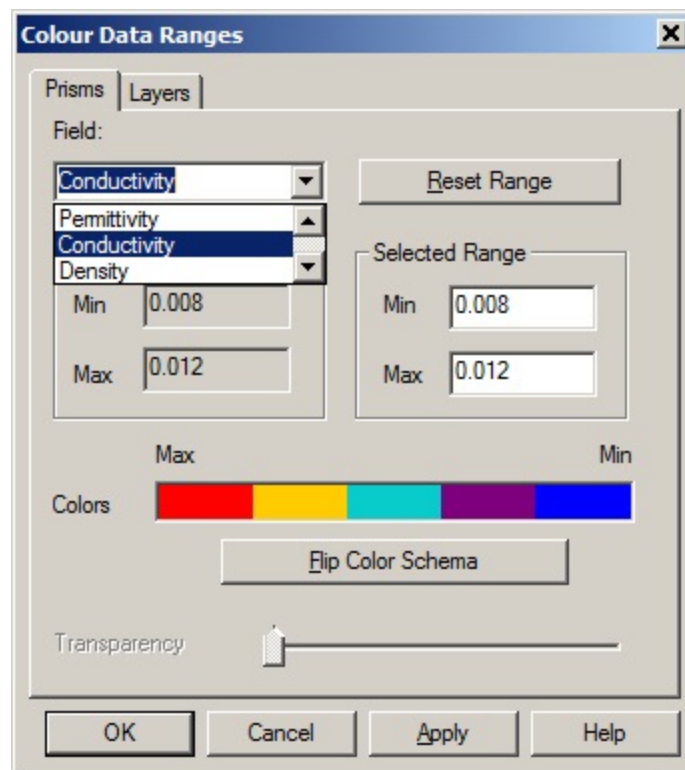 Colour Data Ranges
Prisms Layers
Field:
Conductivity Reset Range
Permittivity
Conductivity Selected Range
Density
Min 0.008 Min 0.008
Max 0.012 Max 0.012
Max Min
Colors
Flip Color Schema
Transparency
OK Cancel Apply Help